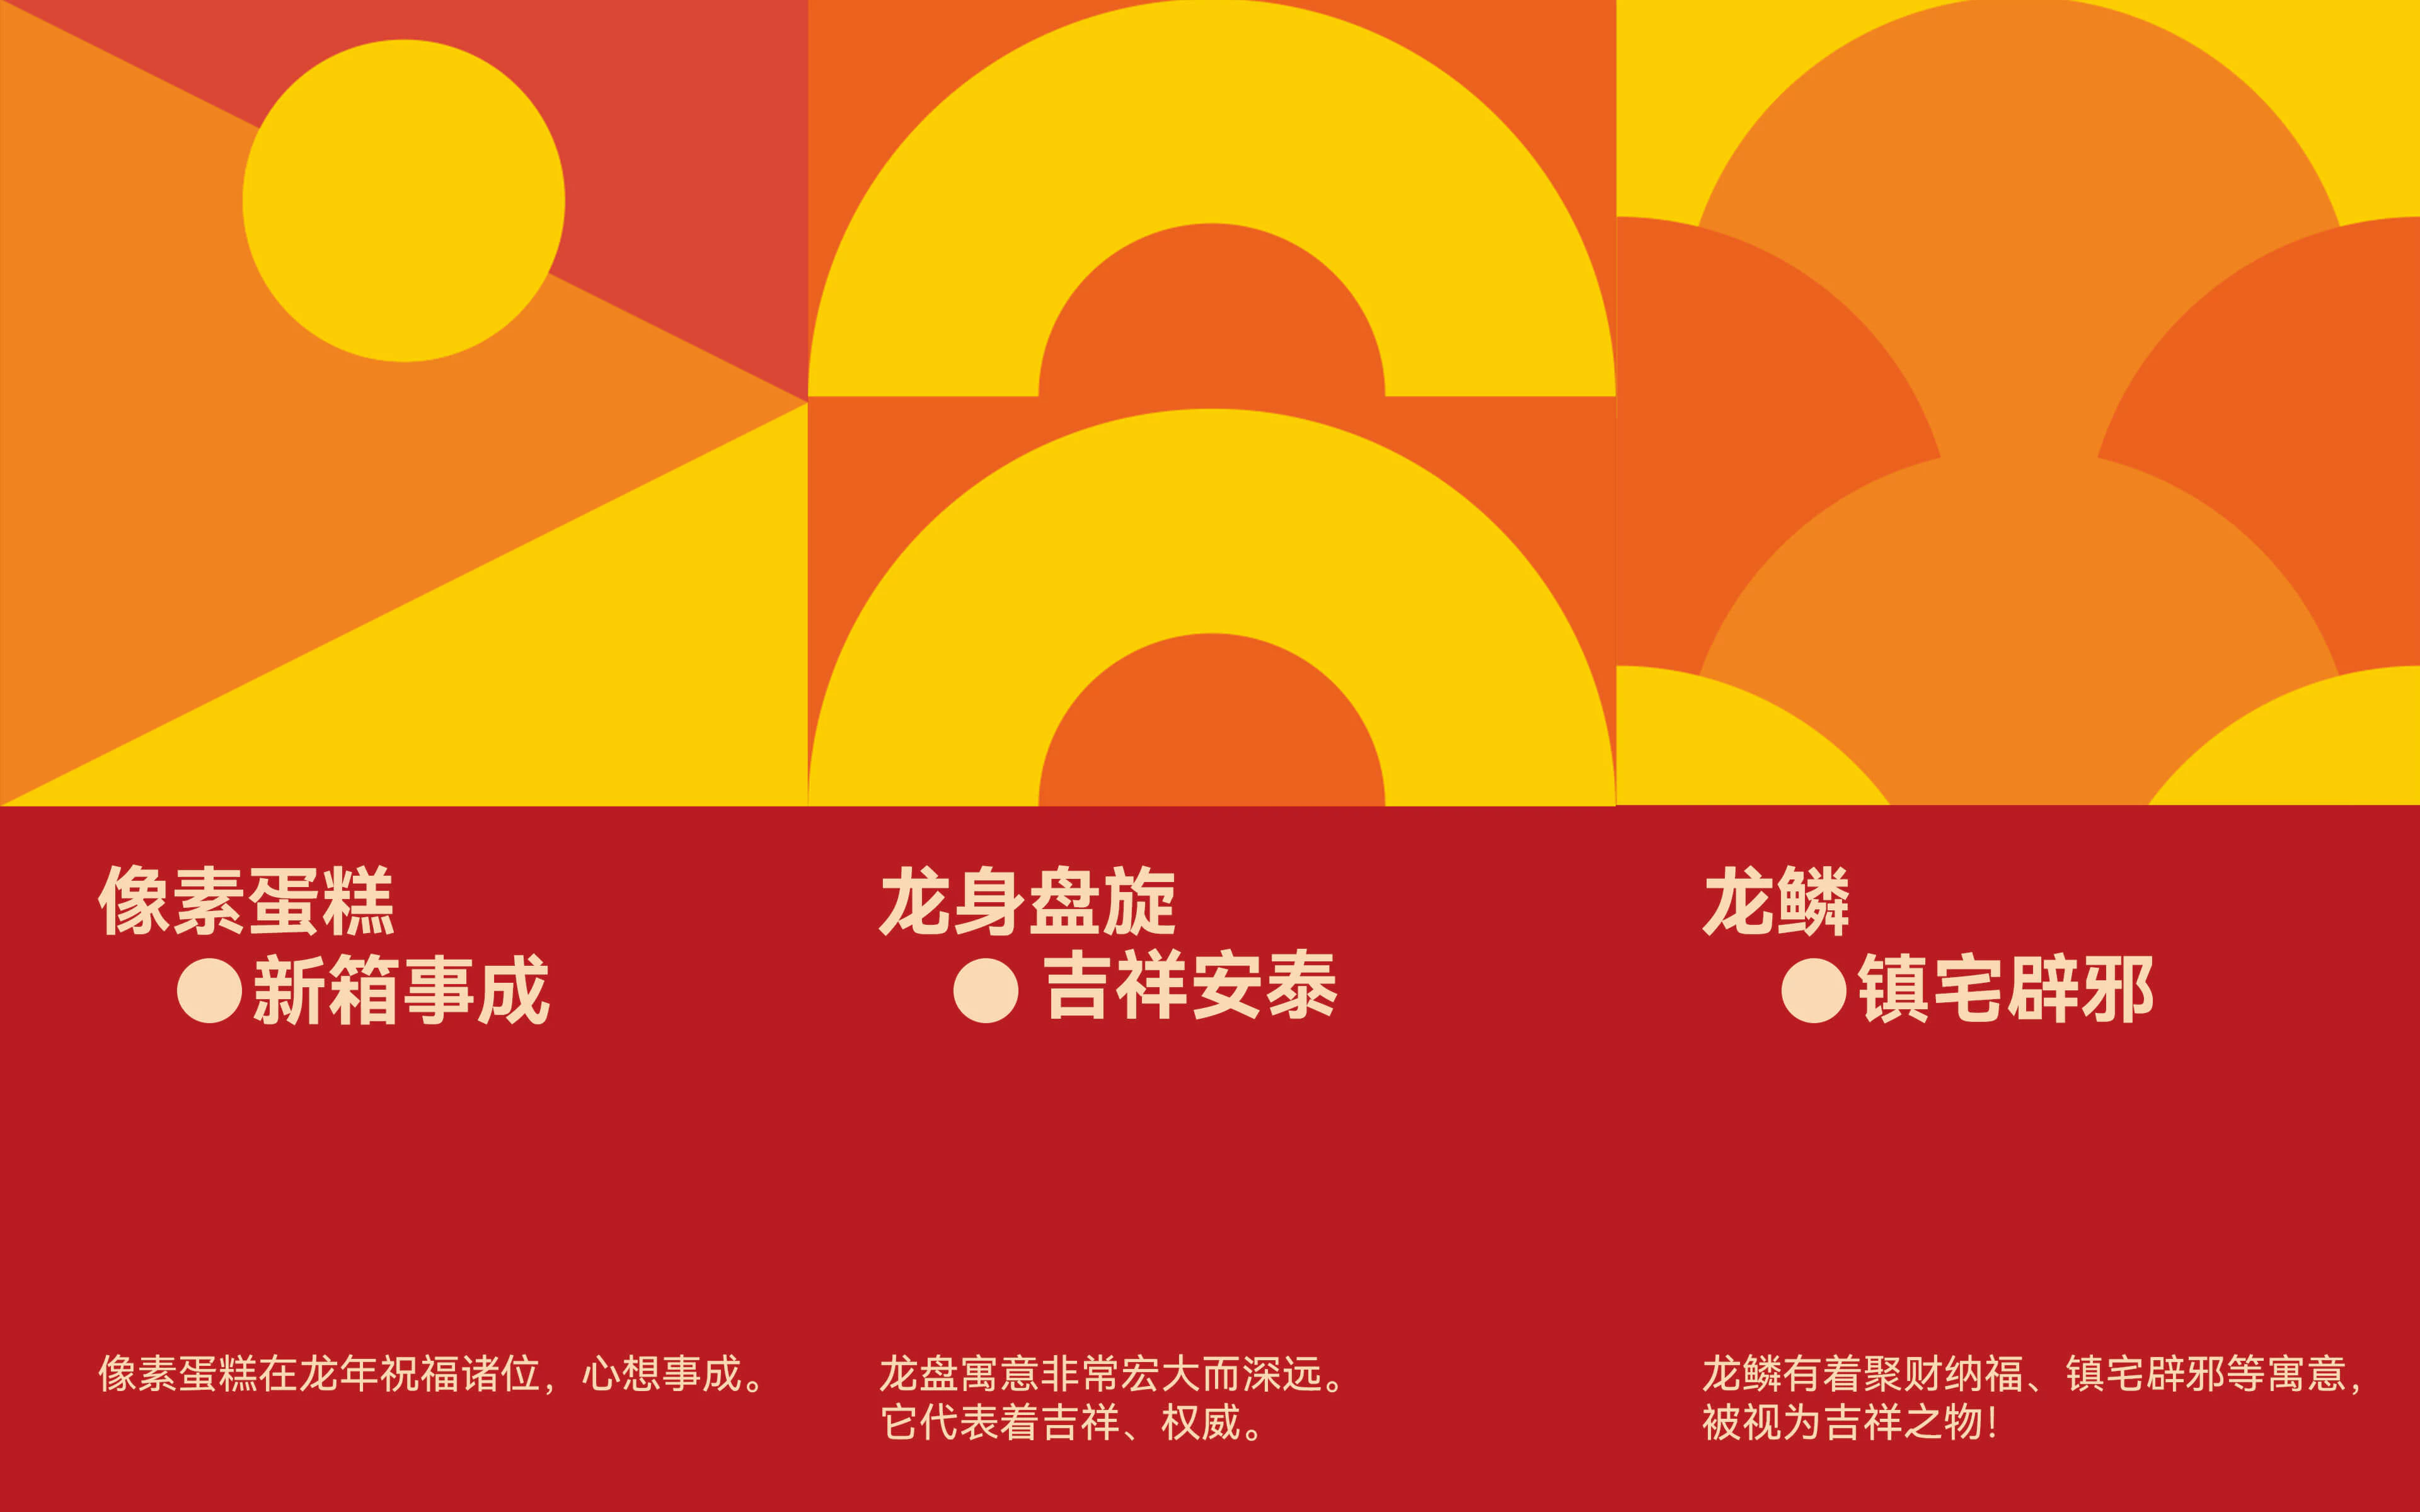 像素蛋糕
●新箱事成
像素蛋糕在龙年祝福诸位，心想事成。
龙身盘旋
● 吉祥安泰
龙盘寓意非常宏大而深远。
它代表着吉祥、权威。
龙鳞
●镇宅辟邪
龙鳞有着聚财纳福、镇宅辟邪等寓意，
被视为吉祥之物！